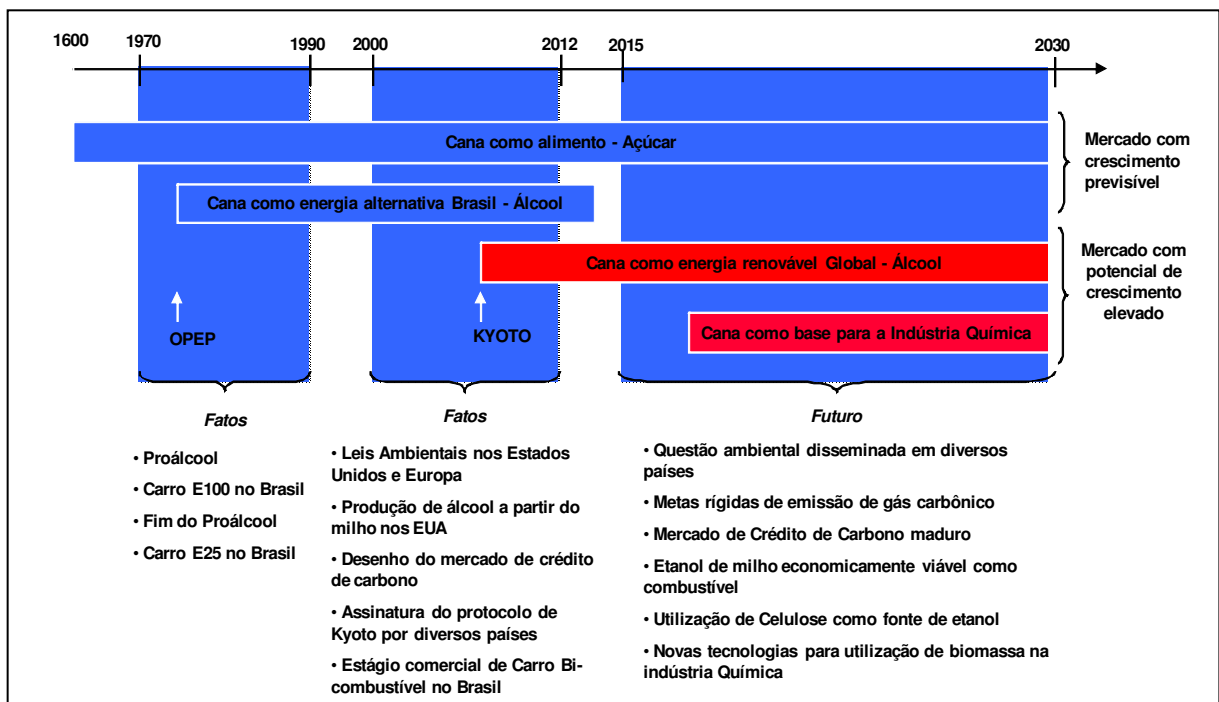 1600 1970 1990 2000 2012 2015 2030
Cana como alimento - Açúcar
Mercado com
crescimento
previsível
Cana como energia alternativa Brasil - Álcool
Cana como energia renovável Global - Álcool
Mercado com
potencial de
crescimento
elevado
OPEP
KYOTO
Cana como base para a Indústria Química
Fatos
• Proálcool
• Carro E100 no Brasil
• Fim do Proálcool
• Carro E25 no Brasil
Fatos
• Leis Ambientais nos Estados
Unidos e Europa
• Produção de álcool a partir do
milho nos EUA
• Desenho do mercado de crédito
de carbono
• Assinatura do protocolo de
Kyoto por diversos países
• Estágio comercial de Carro Bi-
combustível no Brasil
Futuro
• Questão ambiental disseminada em diversos
países
• Metas rígidas de emissão de gás carbônico
• Mercado de Crédito de Carbono maduro
• Etanol de milho economicamente viável como
combustível
• Utilização de Celulose como fonte de etanol
• Novas tecnologias para utilização de biomassa na
indústria Química